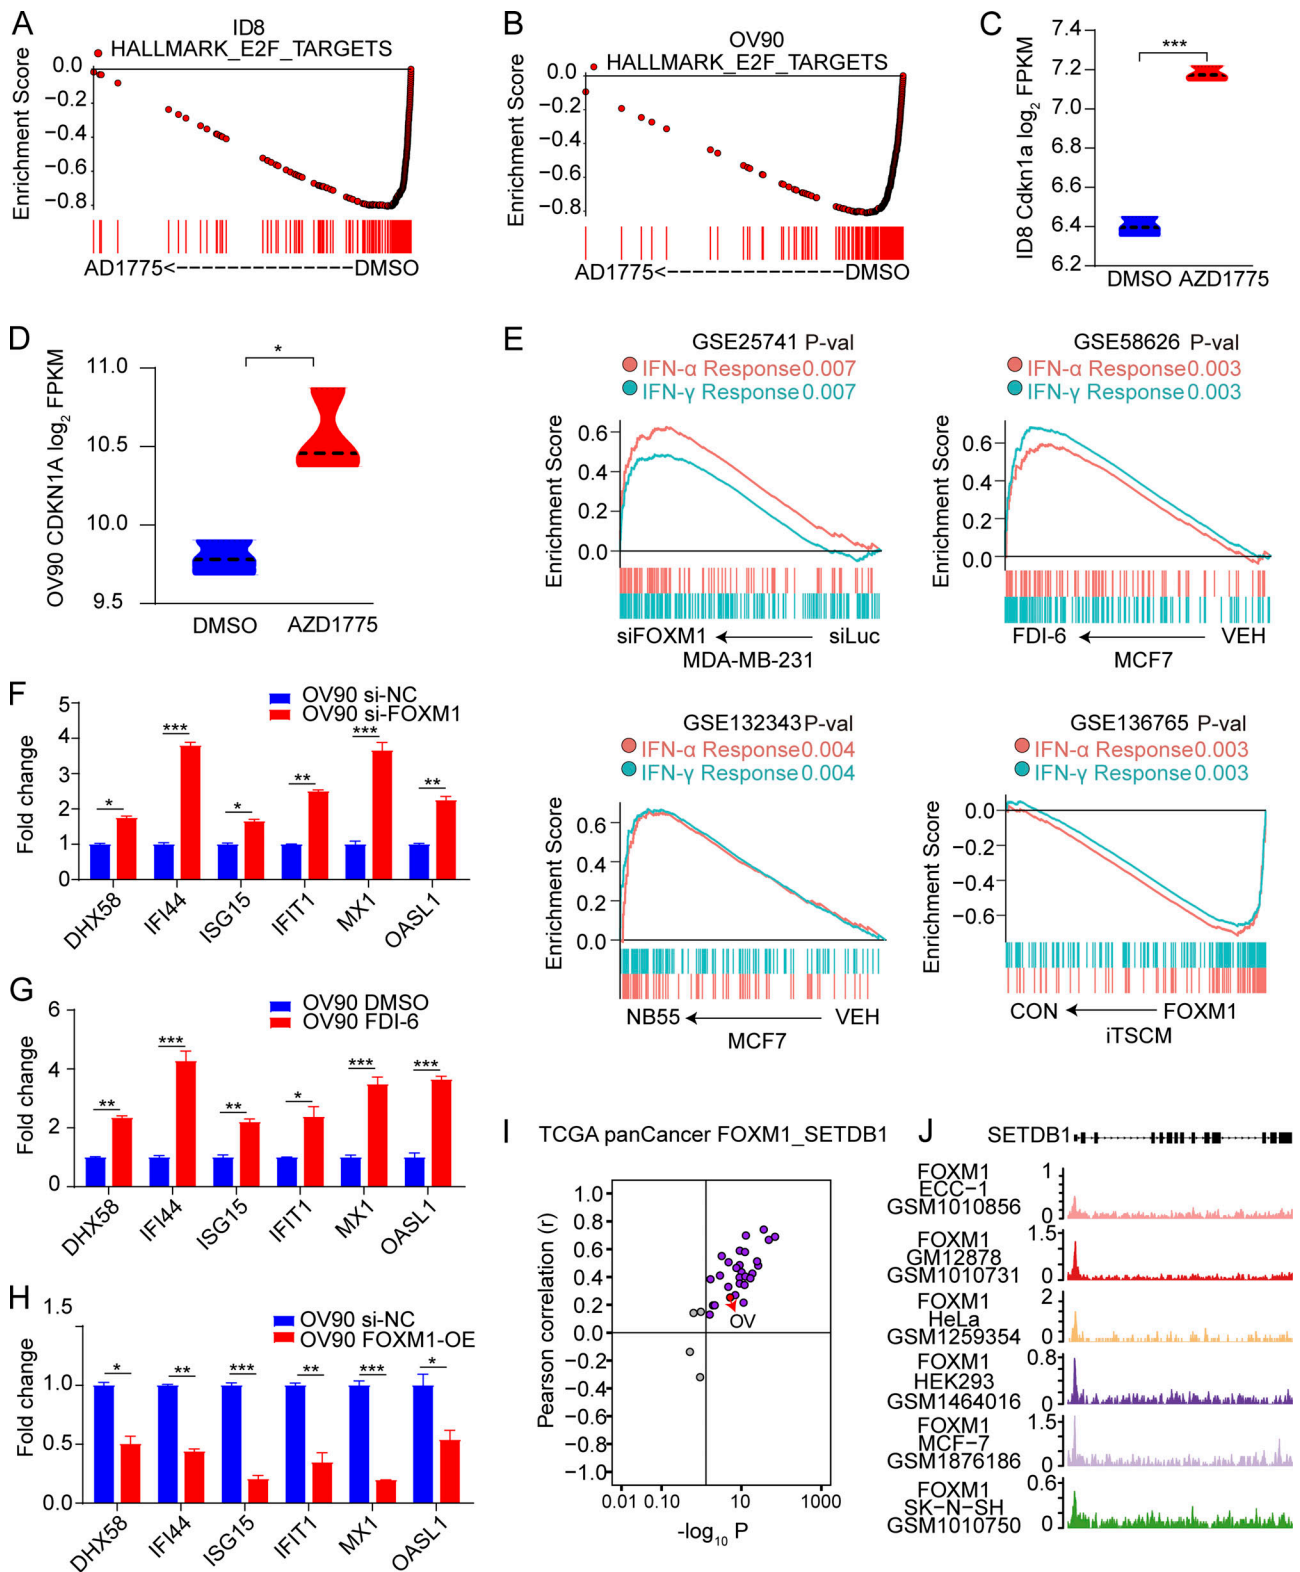 A
ID8
HALLMARK_E2F_TARGETS
Enrichment Score
0.0
−0.2
−0.4
−0.6
−0.8
AD1775<--------------DMSO
B
OV90
HALLMARK_E2F_TARGETS
Enrichment Score
0.0
−0.2
−0.4
−0.6
−0.8
AD1775<--------------DMSO
C
ID8 Cdkn1a log2 FPKM
7.4
7.2
7.0
6.8
6.6
6.4
6.2
***
DMSO AZD1775
D
OV90 CDKN1A log2 FPKM
11.0
10.5
10.0
9.5
*
DMSO AZD1775
E
GSE25741 P-val
IFN-α Response 0.007
IFN-γ Response 0.007
Enrichment Score
0.6
0.4
0.2
0.0
siFOXM1 siLuc
MDA-MB-231
GSE58626 P-val
IFN-α Response 0.003
IFN-γ Response 0.003
Enrichment Score
0.6
0.4
0.2
0.0
FDI-6 VEH
MCF7
GSE132343 P-val
IFN-α Response 0.004
IFN-γ Response 0.004
Enrichment Score
0.6
0.4
0.2
0.0
NB55 VEH
MCF7
GSE136765 P-val
IFN-α Response 0.003
IFN-γ Response 0.003
Enrichment Score
0.0
−0.2
−0.4
−0.6
CON FOXM1
iTSCM
F
OV90 si-NC
OV90 si-FOXM1
Fold change
5
4
3
2
1
0
* *** * ** *** **
DHX58 IFI44 ISG15 IFIT1 MX1 OASL1
G
OV90 DMSO
OV90 FDI-6
Fold change
6
4
2
0
** *** ** * *** ***
DHX58 IFI44 ISG15 IFIT1 MX1 OASL1
H
OV90 si-NC
OV90 FOXM1-OE
Fold change
1.5
1.0
0.5
0.0
* ** *** ** *** *
DHX58 IFI44 ISG15 IFIT1 MX1 OASL1
I
TCGA panCancer FOXM1_SETDB1
Pearson correlation (r)
1.0
0.8
0.6
0.4
0.2
0.0
−0.2
−0.4
−0.6
−0.8
−1.0
OV
0.01 0.10 10 1000
-log10 P
J
SETDB1
FOXM1
ECC-1
GSM1010856
1
0
FOXM1
GM12878
GSM1010731
1.5
0
FOXM1
HeLa
GSM1259354
2
0
FOXM1
HEK293
GSM1464016
0.8
0
FOXM1
MCF-7
GSM1876186
1.5
0
FOXM1
SK-N-SH
GSM1010750
0.6
0